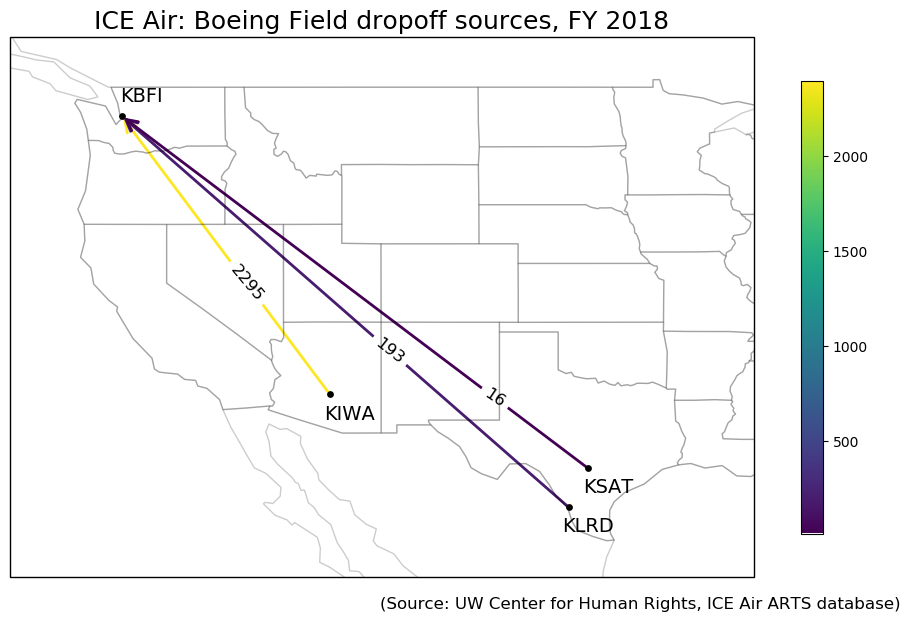 ICE Air: Boeing Field dropoff sources, FY 2018
KBFI
2000
1500
2295
1000
193
16
KIWA
500
KSAT
KLRD
(Source: UW Center for Human Rights, ICE Air ARTS database)